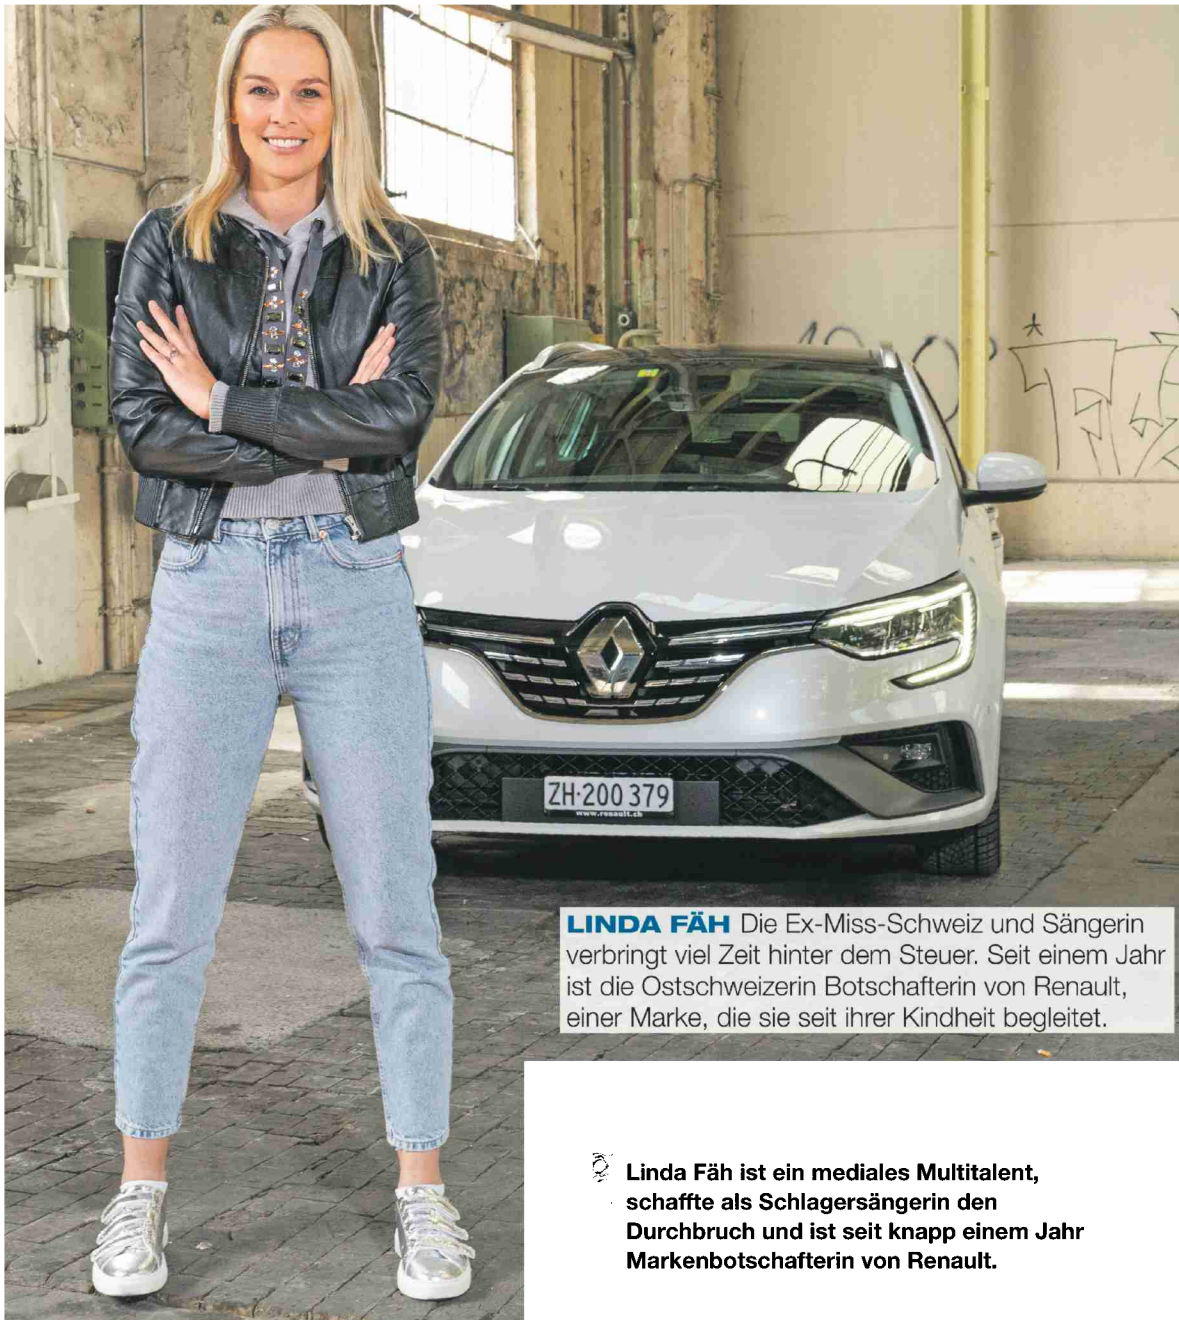 ZH·200 379
www.renault.ch
LINDA FÄH Die Ex-Miss-Schweiz und Sängerin
verbringt viel Zeit hinter dem Steuer. Seit einem Jahr
ist die Ostschweizerin Botschafterin von Renault,
einer Marke, die sie seit ihrer Kindheit begleitet.
Linda Fäh ist ein mediales Multitalent,
schaffte als Schlagersängerin den
Durchbruch und ist seit knapp einem Jahr
Markenbotschafterin von Renault.